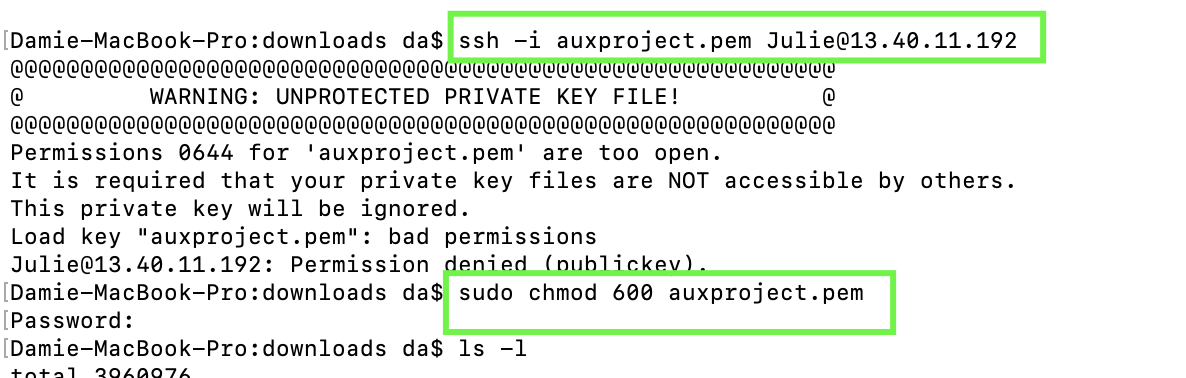 [Damie-MacBook-Pro:downloads da$ ssh -i auxproject.pem Julie@13.40.11.192
@@@@@@@@@@@@@@@@@@@@@@@@@@@@@@@@@@@@@@@@@@@@@@@@@@@@@@@@@@@
@         WARNING: UNPROTECTED PRIVATE KEY FILE!          @
@@@@@@@@@@@@@@@@@@@@@@@@@@@@@@@@@@@@@@@@@@@@@@@@@@@@@@@@@@@
Permissions 0644 for 'auxproject.pem' are too open.
It is required that your private key files are NOT accessible by others.
This private key will be ignored.
Load key "auxproject.pem": bad permissions
Julie@13.40.11.192: Permission denied (publickey).
[Damie-MacBook-Pro:downloads da$ sudo chmod 600 auxproject.pem
[Password:
[Damie-MacBook-Pro:downloads da$ ls -l
total 3960976